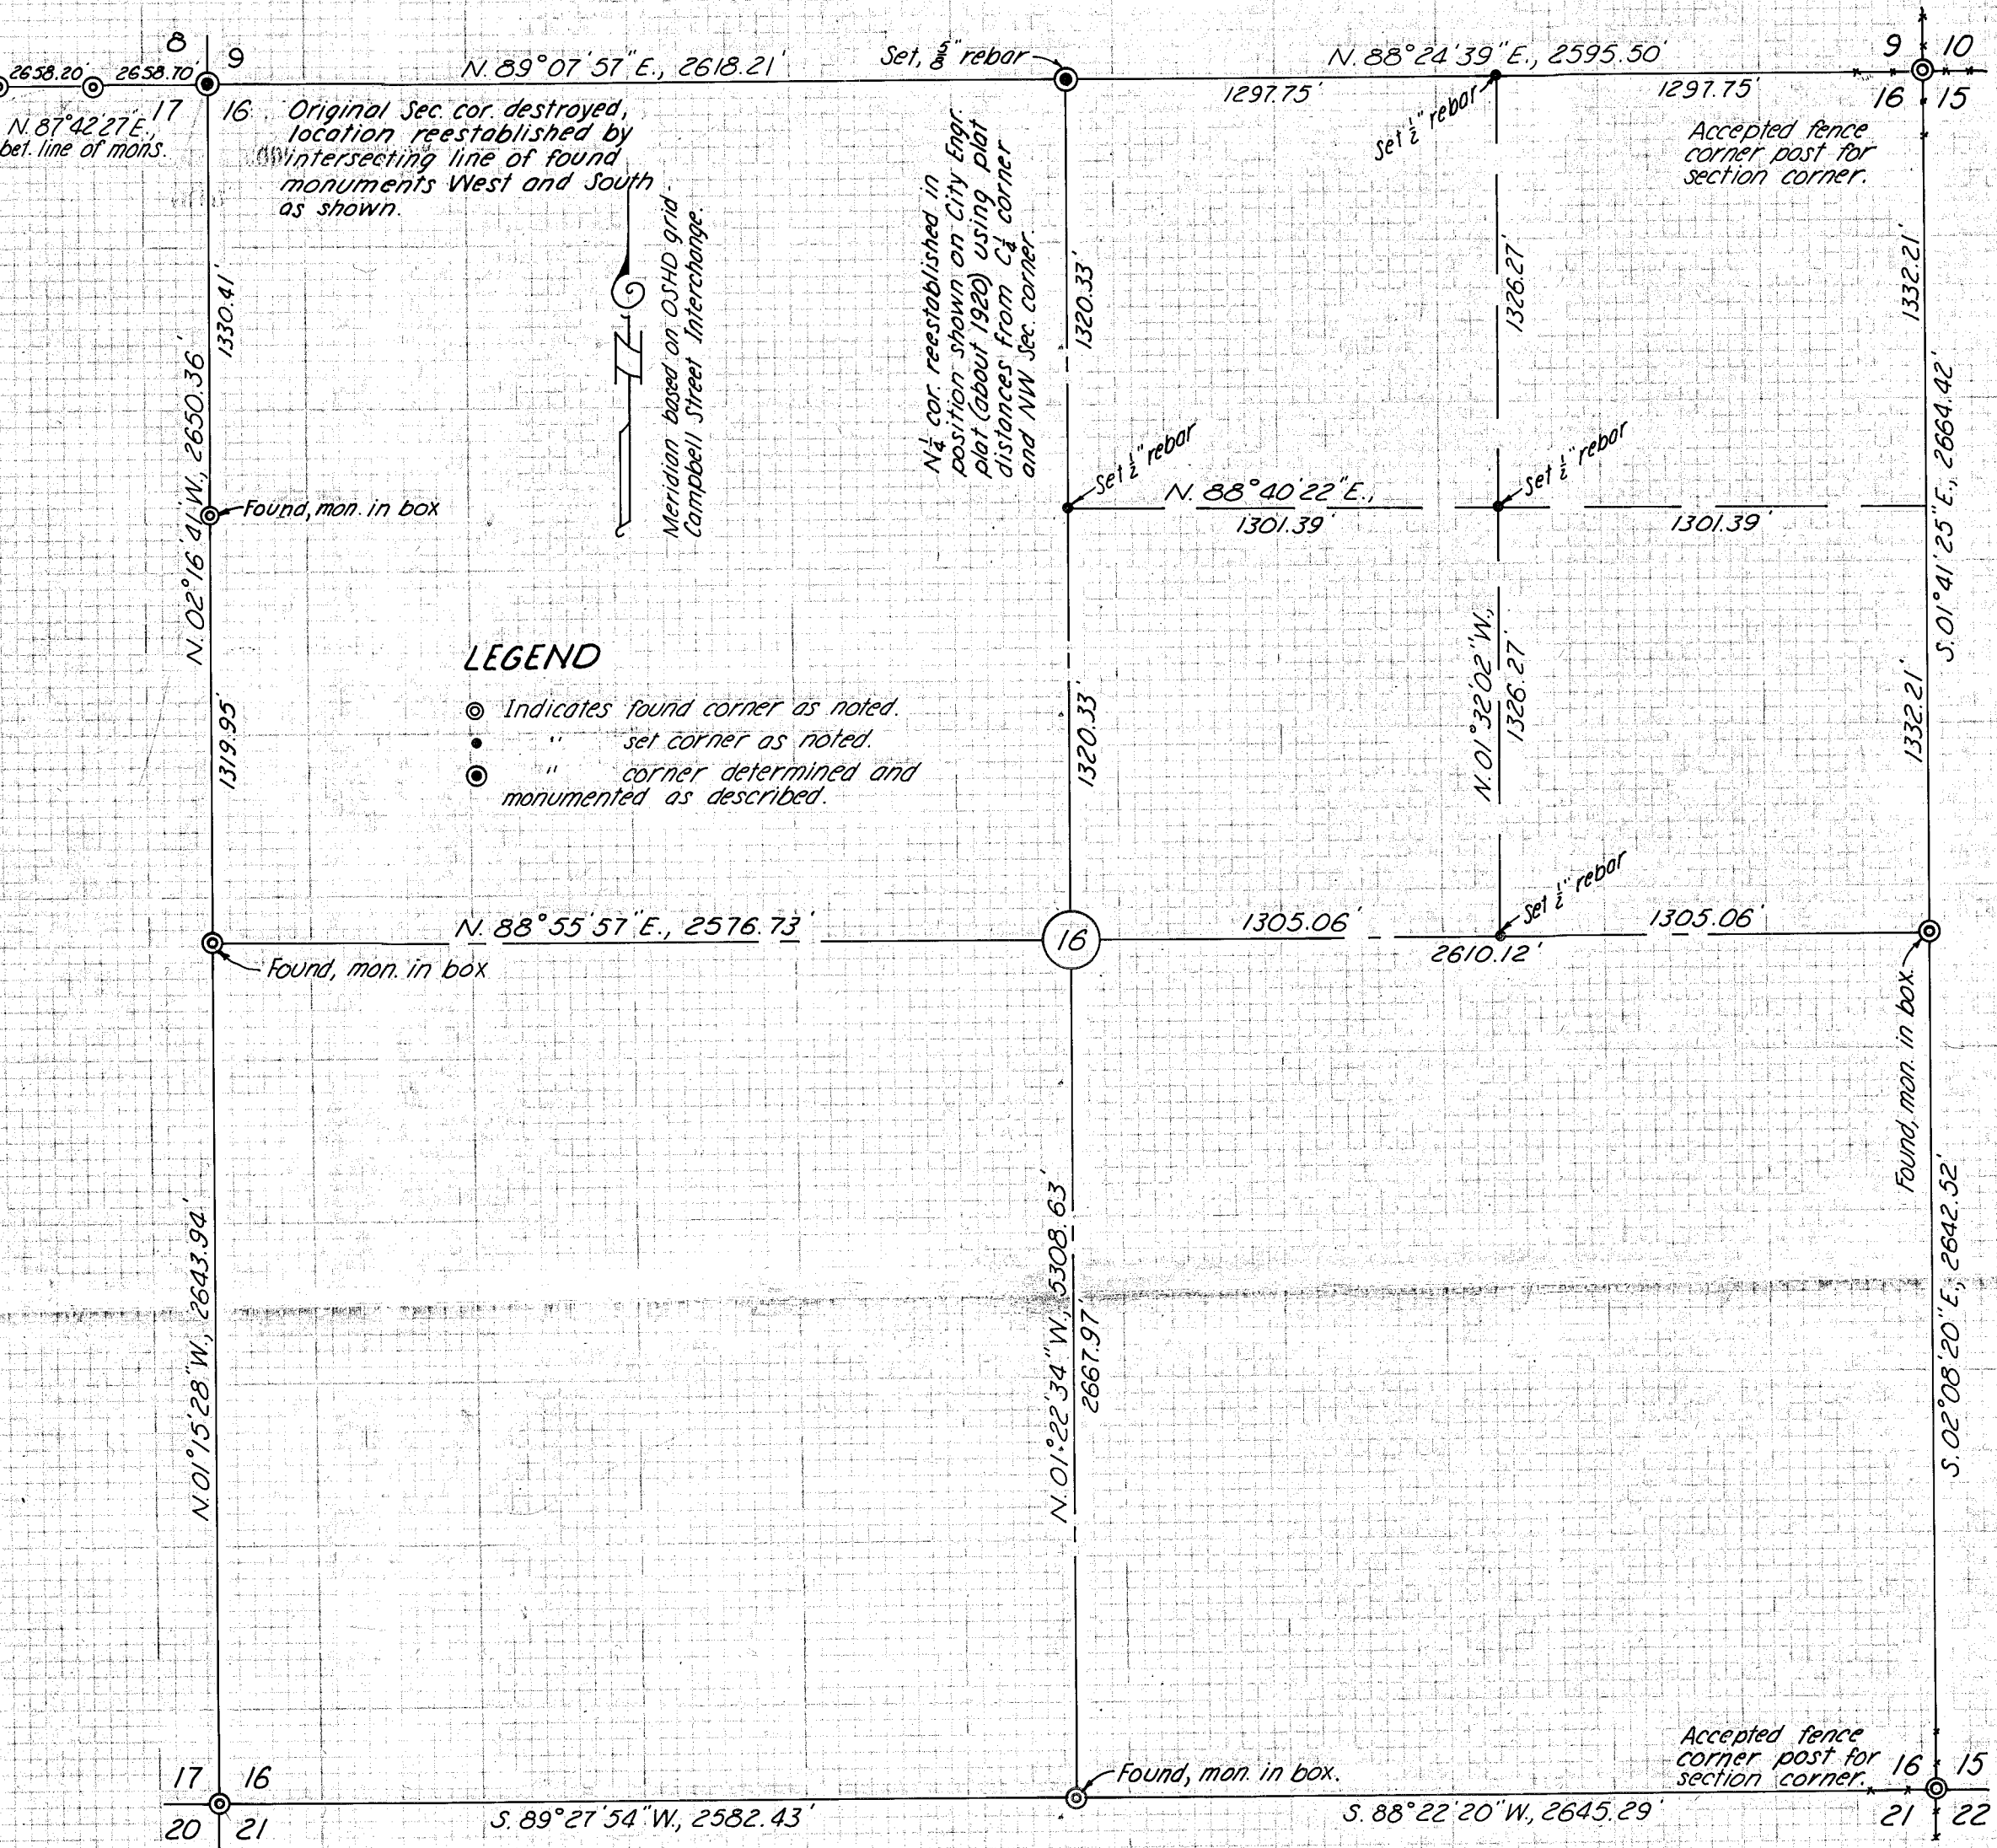 8
9
2658.20'
2658.70'
17
16
N. 87°42'27"E.,
bet. line of mons.
N. 89°07'57"E., 2618.21'
Set, 5/8" rebar
N. 88°24'39"E., 2595.50'
1297.75'
1297.75'
set 1/2" rebar
9
10
16
15
Original Sec. cor. destroyed,
location reestablished by
intersecting line of found
monuments West and South
as shown.
Accepted fence
corner post for
section corner.
N 1/4 cor. reestablished in
position shown on City Engr.
plat (about 1920) using plat
distances from C 1/4 corner
and NW Sec. corner.
N
Meridian based on OSHD grid -
Campbell Street Interchange.
1330.41'
N. 02°16'41"W., 2650.36'
1320.33'
1326.27'
1332.21'
S. 01°41'25"E., 2664.42'
Found, mon. in box
set 1/2" rebar
N. 88°40'22"E.,
1301.39'
set 1/2" rebar
1301.39'
LEGEND
Indicates found corner as noted.
" set corner as noted.
" corner determined and
monumented as described.
1319.95'
1320.33'
N. 01°32'02"W.,
1326.27'
1332.21'
N. 88°55'57"E., 2576.73'
Found, mon. in box
16
1305.06'
set 1/2" rebar
1305.06'
2610.12'
Found, mon. in box.
N. 01°15'28"W., 2643.94'
N. 01°22'34"W., 5308.63'
2667.97'
S. 02°08'20"E., 2642.52'
17
16
20
21
S. 89°27'54"W., 2582.43'
Found, mon. in box.
S. 88°22'20"W., 2645.29'
Accepted fence
corner post for
section corner.
16
15
21
22